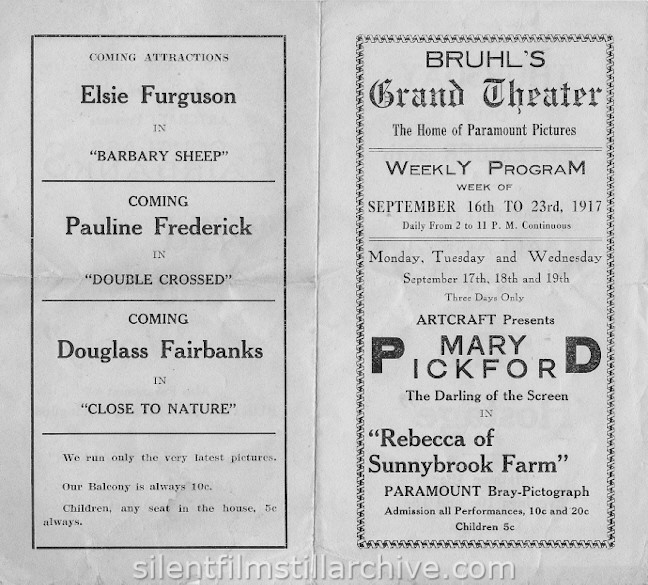 COMING ATTRACTIONS
Elsie Furguson
IN
"BARBARY SHEEP"
COMING
Pauline Frederick
IN
"DOUBLE CROSSED"
COMING
Douglass Fairbanks
IN
"CLOSE TO NATURE"
We run only the very latest pictures.
Our Balcony is always 10c.
Children, any seat in the house, 5c
always.
BRUHL'S
Grand Theater
The Home of Paramount Pictures
WEEKLY PROGRAM
WEEK OF
SEPTEMBER 16th TO 23rd, 1917
Daily From 2 to 11 P. M. Continuous
Monday, Tuesday and Wednesday
September 17th, 18th and 19th
Three Days Only
ARTCRAFT Presents
MARY
PICKFORD
The Darling of the Screen
IN
"Rebecca of
Sunnybrook Farm"
PARAMOUNT Bray-Pictograph
Admission all Performances, 10c and 20c
Children 5c
silentfilmstillarchive.com